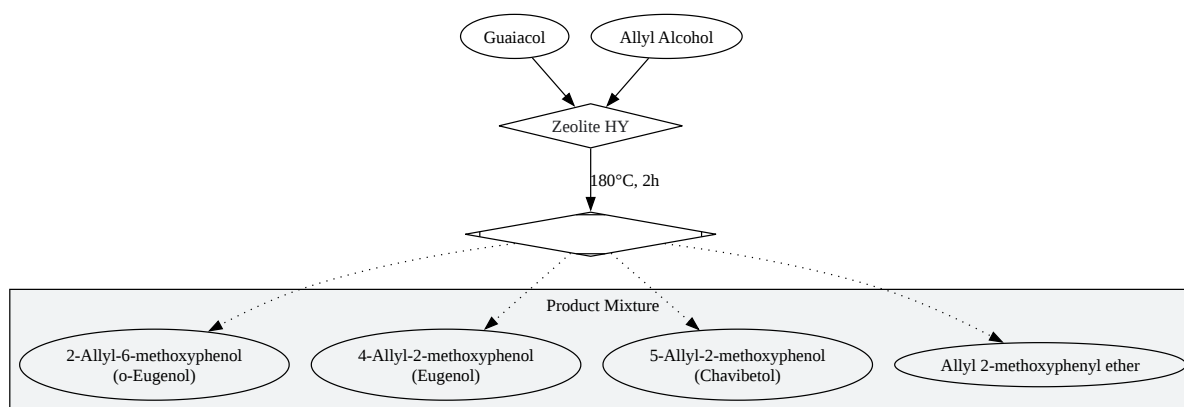 Guaiacol
Allyl Alcohol
Zeolite HY
180°C, 2h
Product Mixture
2-Allyl-6-methoxyphenol
(o-Eugenol)
4-Allyl-2-methoxyphenol
(Eugenol)
5-Allyl-2-methoxyphenol
(Chavibetol)
Allyl 2-methoxyphenyl ether